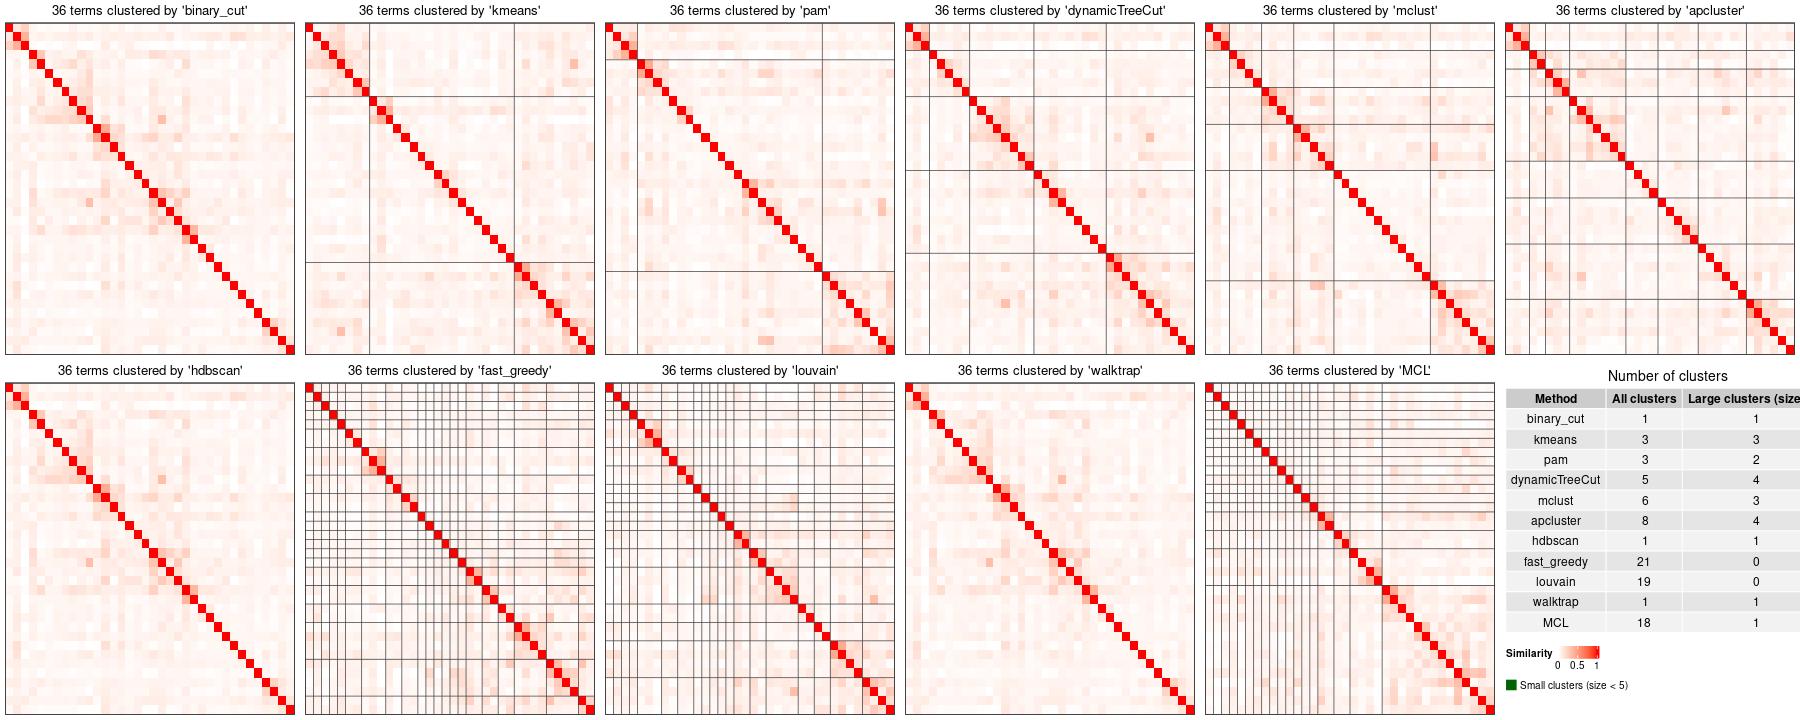 36 terms clustered by 'binary_cut'
36 terms clustered by 'kmeans'
36 terms clustered by 'pam'
36 terms clustered by 'dynamicTreeCut'
36 terms clustered by 'mclust'
36 terms clustered by 'apcluster'
36 terms clustered by 'hdbscan'
36 terms clustered by 'fast_greedy'
36 terms clustered by 'louvain'
36 terms clustered by 'walktrap'
36 terms clustered by 'MCL'
Number of clusters
Method All clusters Large clusters (size
binary_cut 1 1
kmeans 3 3
pam 3 2
dynamicTreeCut 5 4
mclust 6 3
apcluster 8 4
hdbscan 1 1
fast_greedy 21 0
louvain 19 0
walktrap 1 1
MCL 18 1
Similarity
0 0.5 1
Small clusters (size < 5)